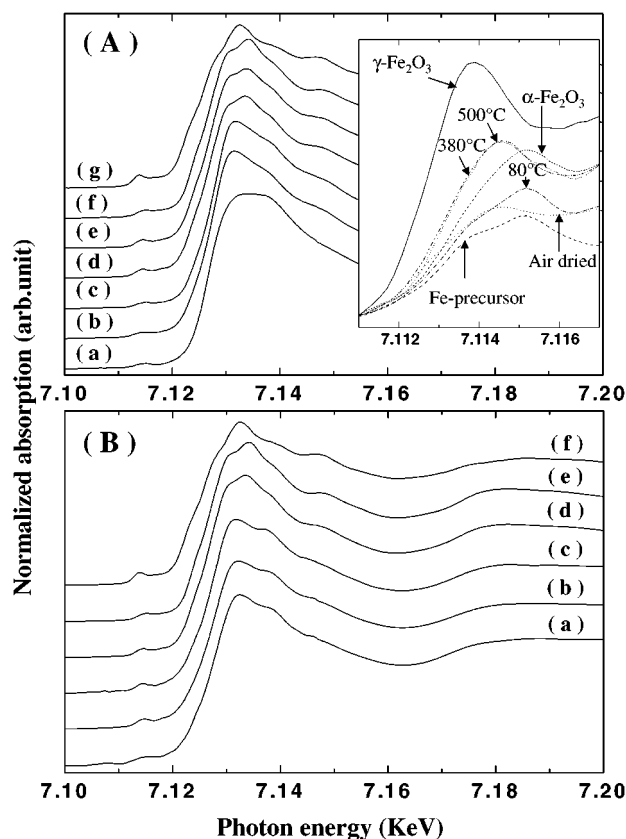 ( A )
γ-Fe2O3
α-Fe2O3
500°C
380°C
80°C
Air dried
Fe-precursor
7.112 7.114 7.116
( g )
( f )
( e )
( d )
( c )
( b )
( a )
7.10 7.12 7.14 7.16 7.18 7.20
Normalized absorption (arb.unit)
( B )
( f )
( e )
( d )
( c )
( b )
( a )
7.10 7.12 7.14 7.16 7.18 7.20
Photon energy (KeV)